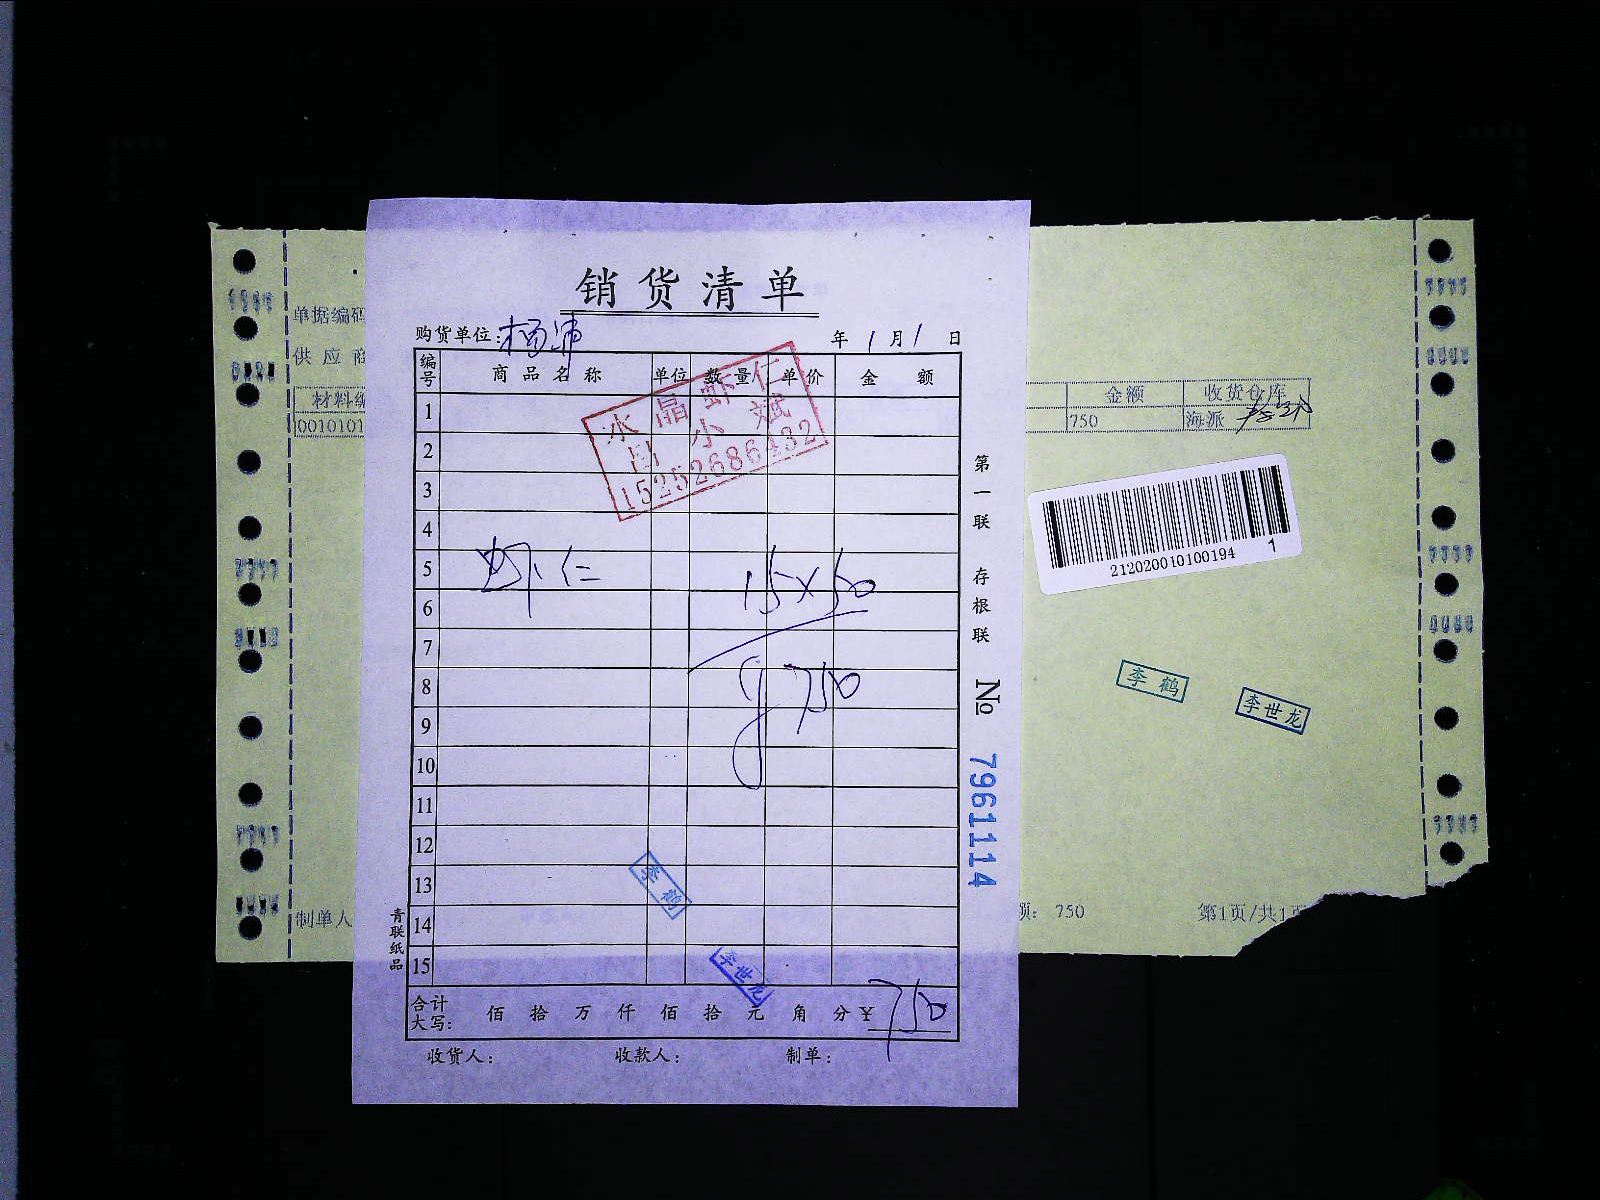 销货清单
购货单位：杨浦 年1月1日
编号 商品名称 单位 数量 单价 金额
水晶虾仁
小斌
15252686432
1
2
3
4
5 虾仁 15×50
6
7
8 750
9
10
11
12
13
14
15
李鹤
李世龙
合计大写： 佰拾万仟佰拾元角分￥750
收货人： 收款人： 制单：
第一联 存根联
№ 7961114
青联纸品
单据编码
供应商
材料编
0010101
制单人
金额 收货仓库
750 海派
212020010100194 1
李鹤
李世龙
额：750
第1页/共1页